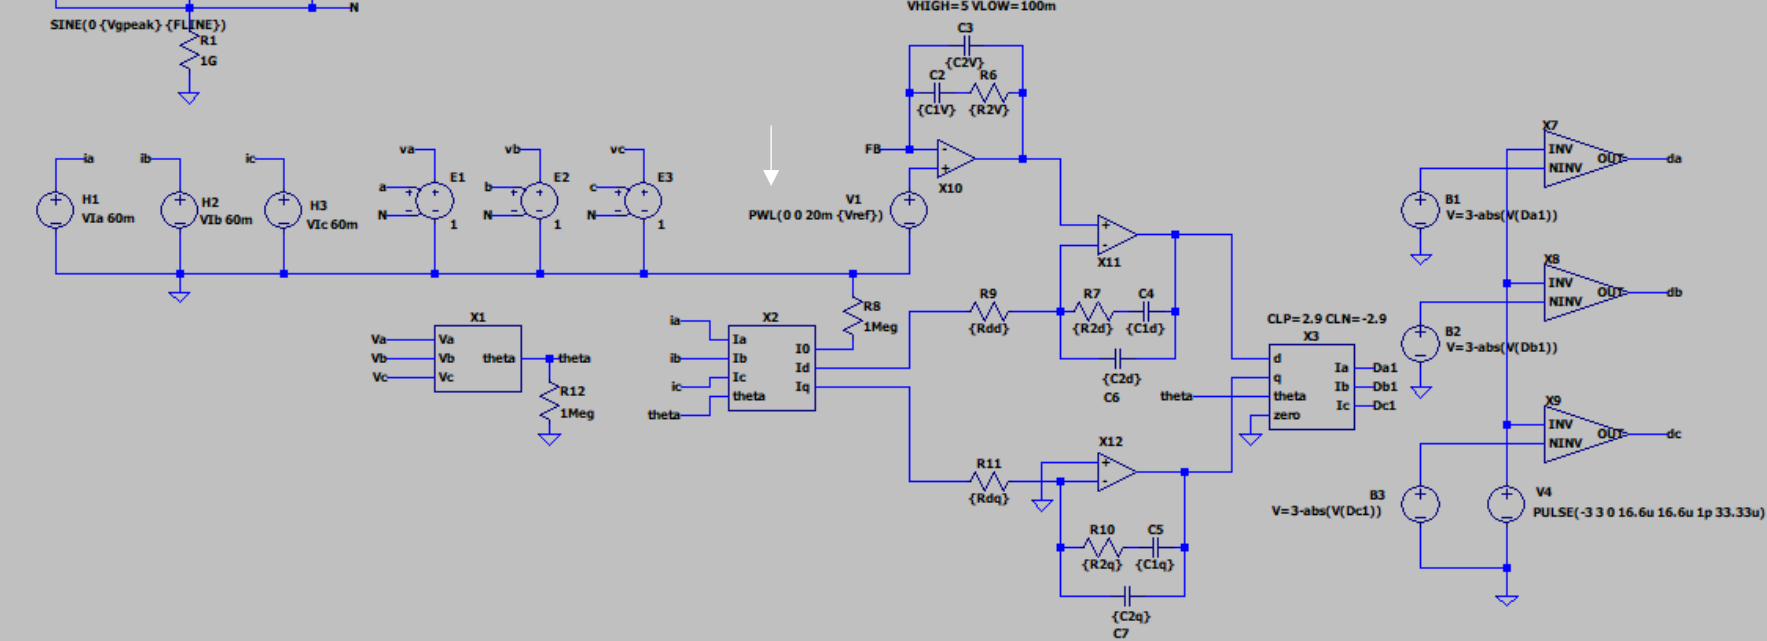 VHIGH=5 VLOW=100m
N
SINE(0 {Vgpeak} {FLINE})
R1
1G
C3
{C2V}
C2
R6
{C1V}
{R2V}
FB
-
+
X10
ia
H1
VIa 60m
ib
H2
VIb 60m
ic
H3
VIc 60m
va
a
N
E1
1
vb
b
N
E2
1
vc
c
N
E3
1
V1
PWL(0 0 20m {Vref})
X11
R8
1Meg
X1
Va
Vb
Vc
Va
Vb
Vc
theta
theta
R12
1Meg
X2
ia
ib
ic
theta
Ia
Ib
Ic
theta
I0
Id
Iq
R9
{Rdd}
R7
{R2d}
C4
{C1d}
{C2d}
C6
R11
{Rdq}
X12
R10
{R2q}
C5
{C1q}
{C2q}
C7
CLP=2.9 CLN=-2.9
X3
d
q
theta
theta
zero
Ia
Ib
Ic
Da1
Db1
Dc1
X7
INV
NINV
OUT
da
B1
V=3-abs(V(Da1))
X8
INV
NINV
OUT
db
B2
V=3-abs(V(Db1))
X9
INV
NINV
OUT
dc
B3
V=3-abs(V(Dc1))
V4
PULSE(-3 3 0 16.6u 16.6u 1p 33.33u)